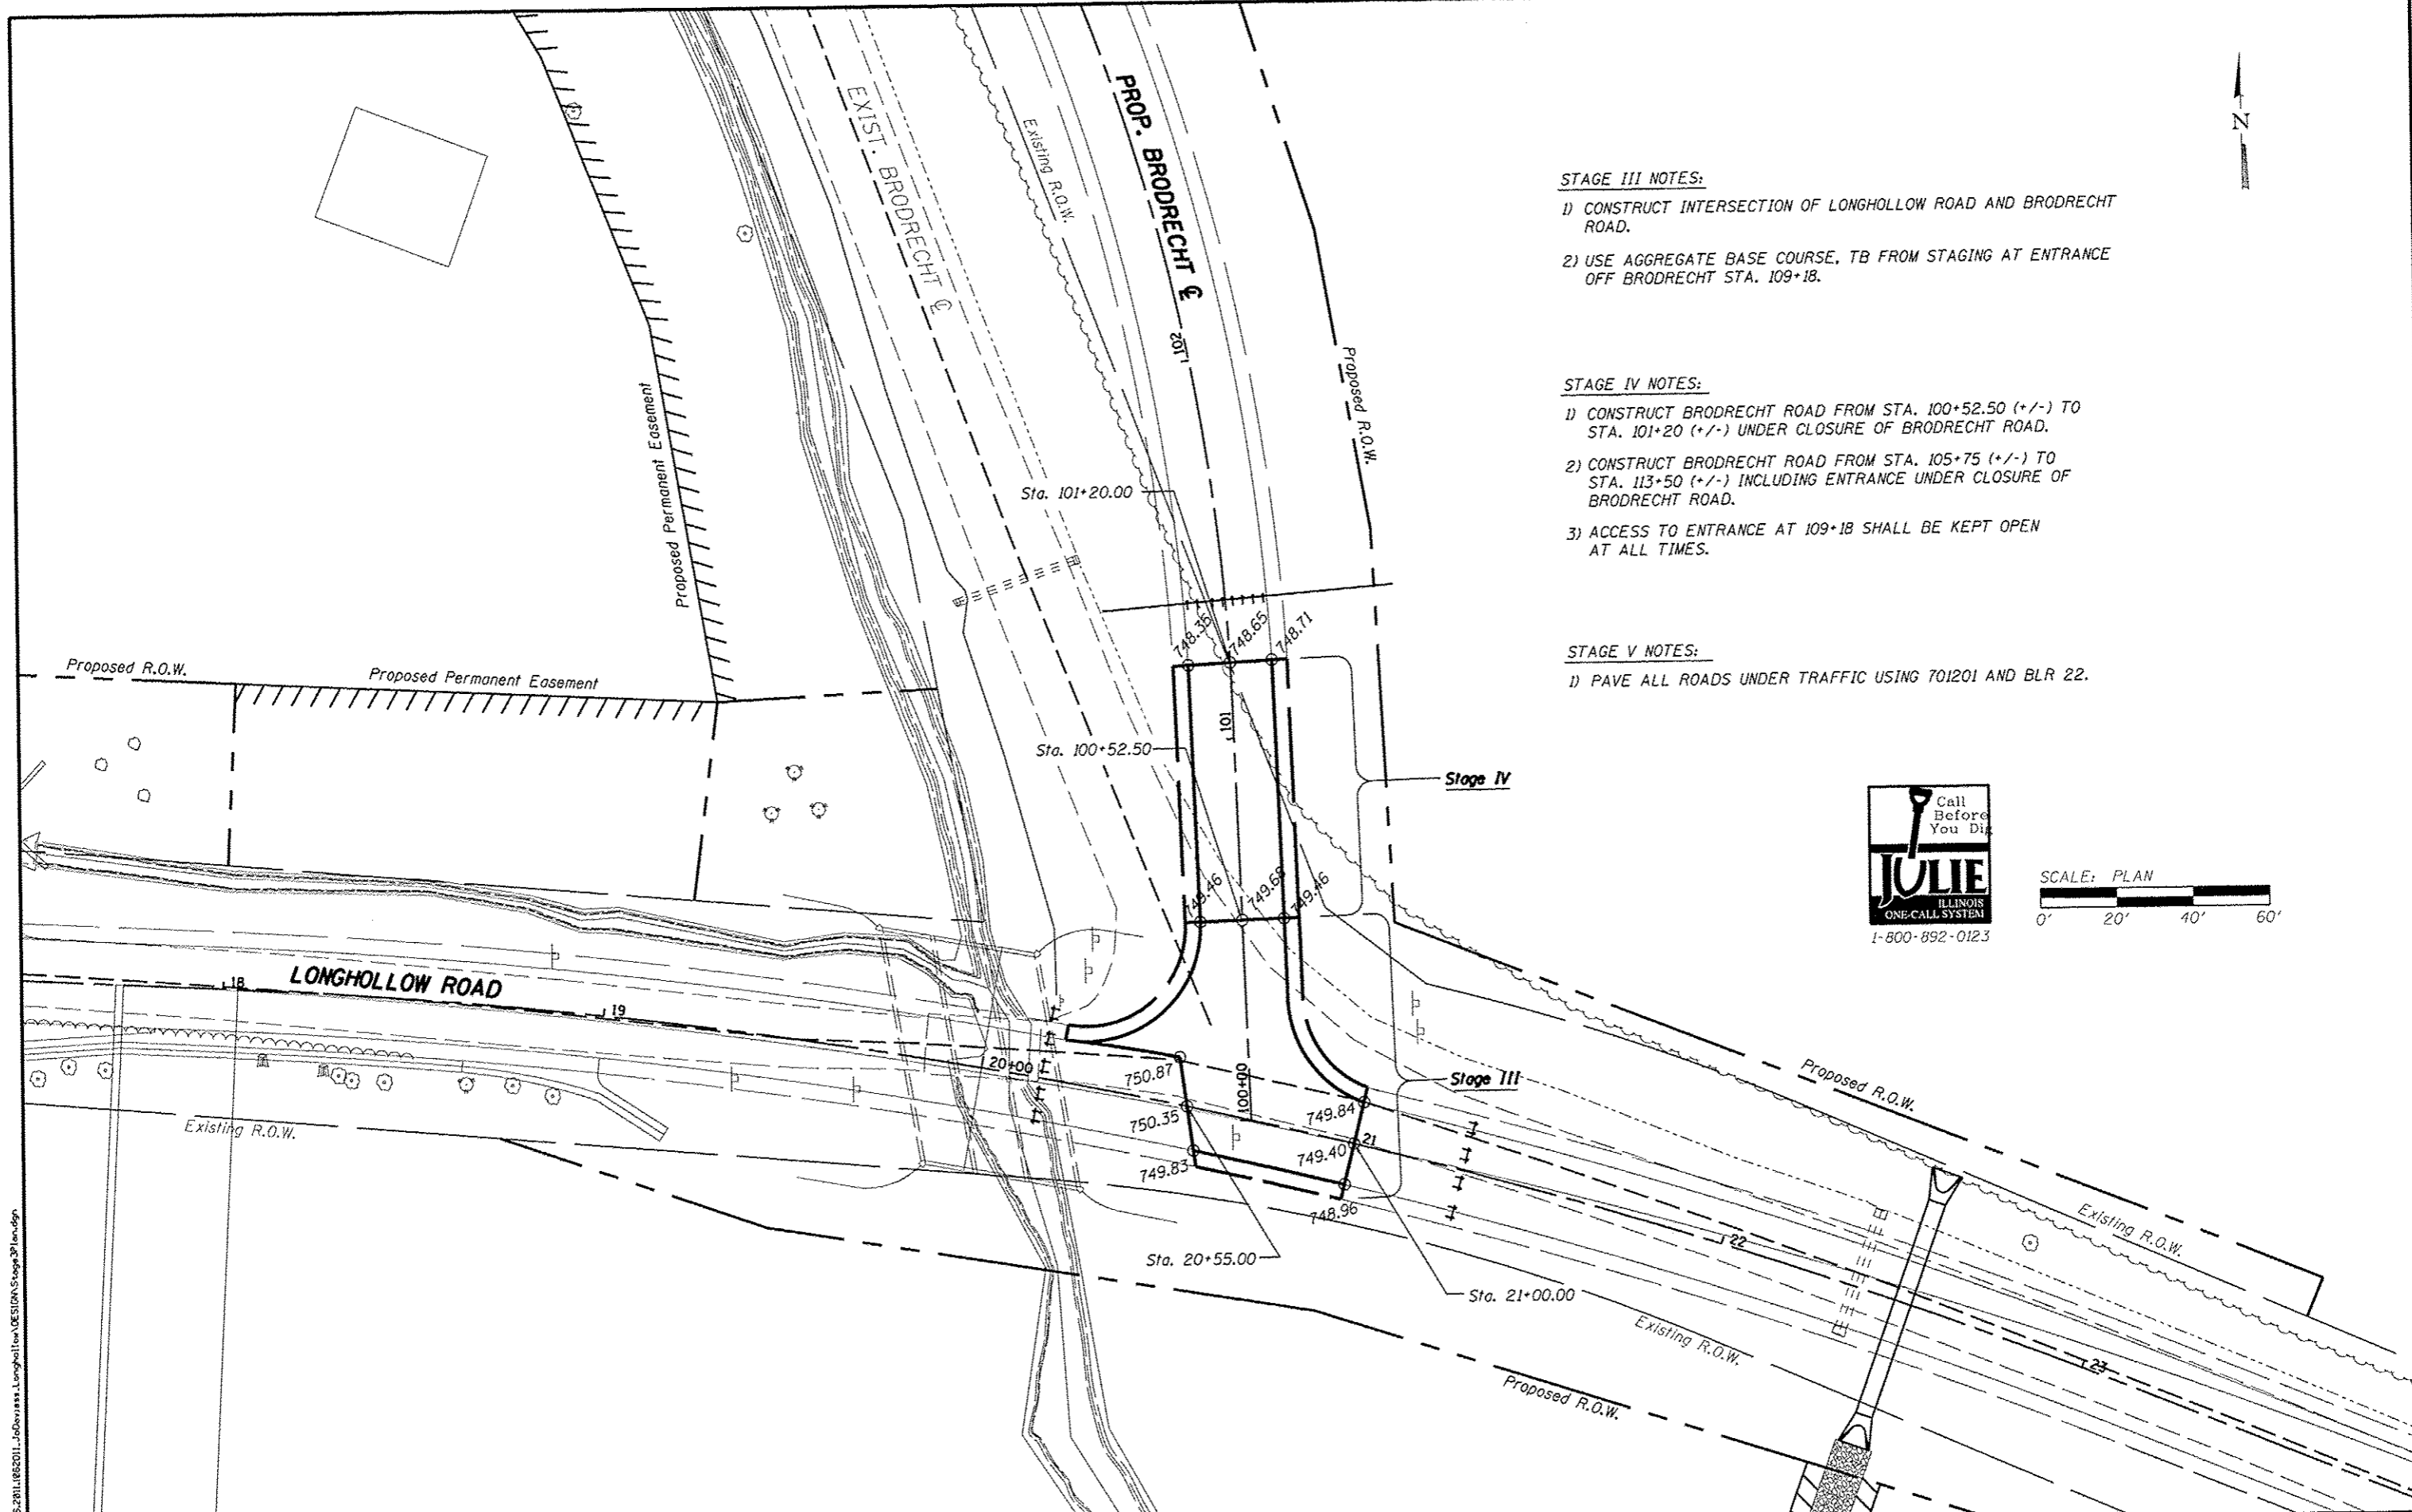 PROP. BRODRECHT ℄
EXIST. BRODRECHT ℄
Existing R.O.W.
102
Proposed R.O.W.
N
STAGE III NOTES:
1) CONSTRUCT INTERSECTION OF LONGHOLLOW ROAD AND BRODRECHT
ROAD.
2) USE AGGREGATE BASE COURSE, TB FROM STAGING AT ENTRANCE
OFF BRODRECHT STA. 109+18.
STAGE IV NOTES:
1) CONSTRUCT BRODRECHT ROAD FROM STA. 100+52.50 (+/-) TO
STA. 101+20 (+/-) UNDER CLOSURE OF BRODRECHT ROAD.
2) CONSTRUCT BRODRECHT ROAD FROM STA. 105+75 (+/-) TO
STA. 113+50 (+/-) INCLUDING ENTRANCE UNDER CLOSURE OF
BRODRECHT ROAD.
3) ACCESS TO ENTRANCE AT 109+18 SHALL BE KEPT OPEN
AT ALL TIMES.
STAGE V NOTES:
1) PAVE ALL ROADS UNDER TRAFFIC USING 701201 AND BLR 22.
Proposed Permanent Easement
Sta. 101+20.00
748.35
748.65
748.71
Proposed R.O.W.
Proposed Permanent Easement
101
Sta. 100+52.50
Stage IV
Call
Before
You Dig
JULIE
ILLINOIS
ONE-CALL SYSTEM
1-800-892-0123
SCALE: PLAN
0' 20' 40' 60'
749.46
749.68
749.46
LONGHOLLOW ROAD
18
19
20+00
100+00
750.87
750.35
749.83
749.84
749.40
748.96
21
Stage III
Existing R.O.W.
Proposed R.O.W.
Sta. 20+55.00
Sta. 21+00.00
22
Existing R.O.W.
Existing R.O.W.
23
Proposed R.O.W.